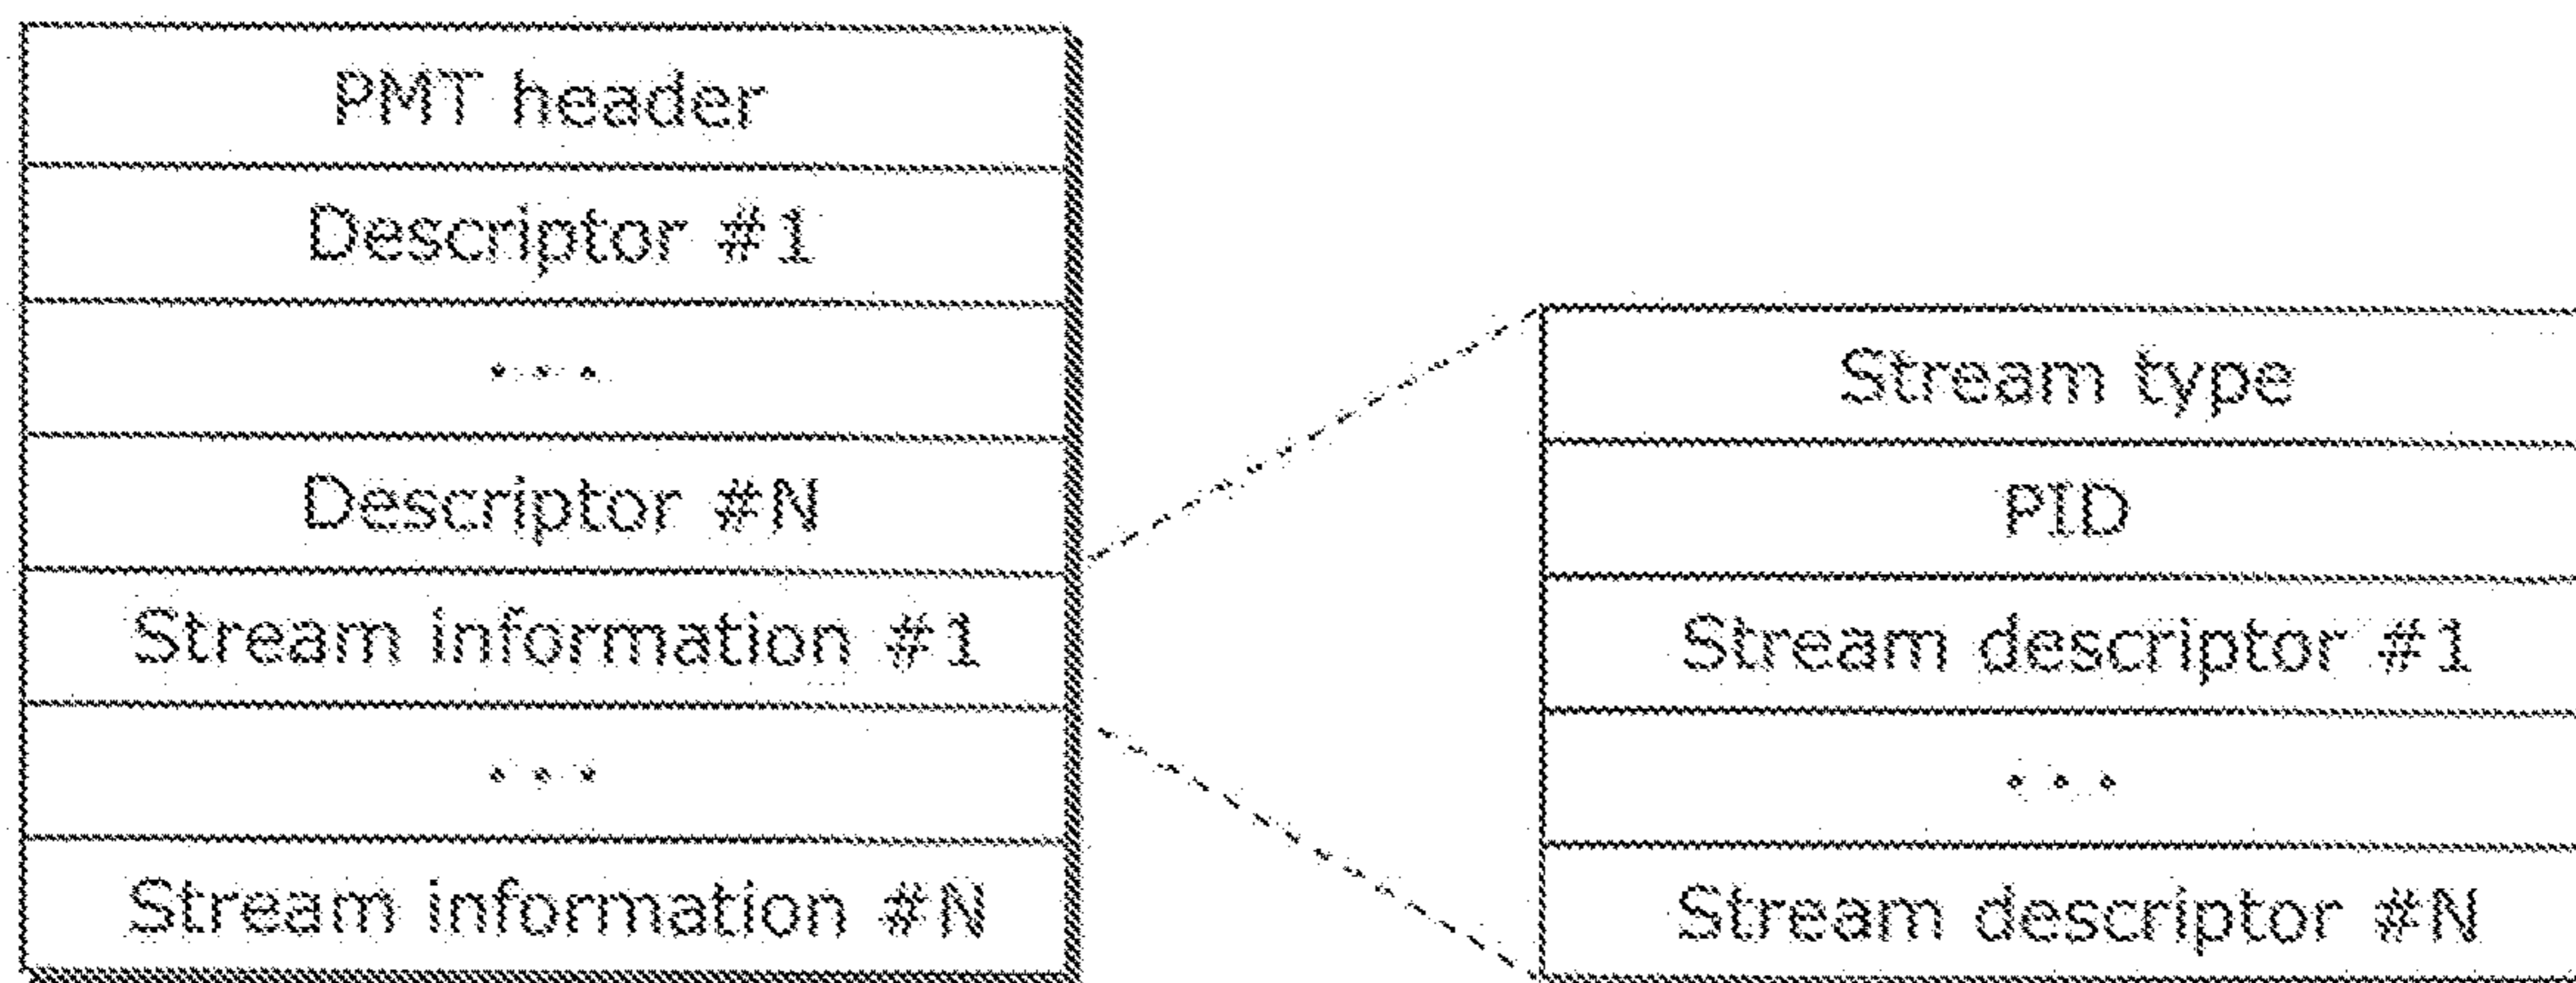 PMT header
Descriptor #1
...
Descriptor #N
Stream information #1
...
Stream information #N
Stream type
PID
Stream descriptor #1
...
Stream descriptor #N